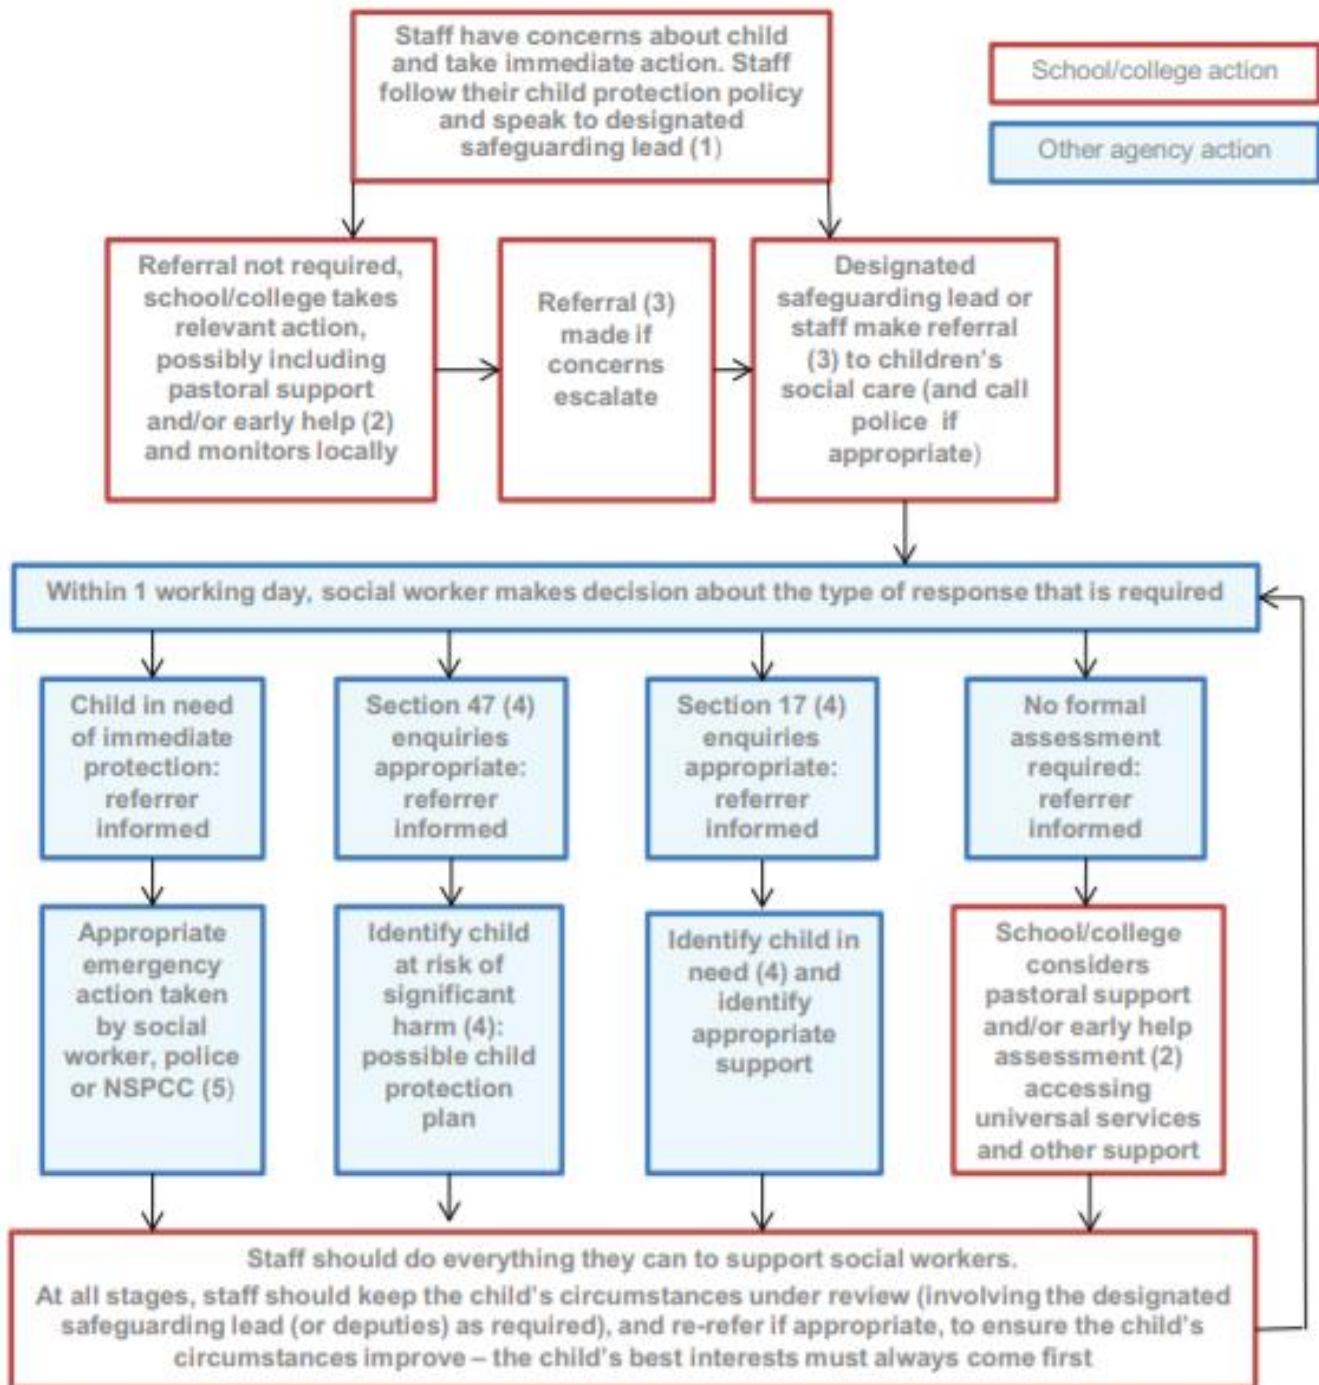 Staff have concerns about child
and take immediate action. Staff
follow their child protection policy
and speak to designated
safeguarding lead (1)
School/college action
Other agency action
Referral not required,
school/college takes
relevant action,
possibly including
pastoral support
and/or early help (2)
and monitors locally
Referral (3)
made if
concerns
escalate
Designated
safeguarding lead or
staff make referral
(3) to children's
social care (and call
police if
appropriate)
Within 1 working day, social worker makes decision about the type of response that is required
Child in need
of immediate
protection:
referrer
informed
Section 47 (4)
enquiries
appropriate:
referrer
informed
Section 17 (4)
enquiries
appropriate:
referrer
informed
No formal
assessment
required:
referrer
informed
Appropriate
emergency
action taken
by social
worker, police
or NSPCC (5)
Identify child
at risk of
significant
harm (4):
possible child
protection
plan
Identify child in
need (4) and
identify
appropriate
support
School/college
considers
pastoral support
and/or early help
assessment (2)
accessing
universal services
and other support
Staff should do everything they can to support social workers.
At all stages, staff should keep the child's circumstances under review (involving the designated
safeguarding lead (or deputies) as required), and re-refer if appropriate, to ensure the child's
circumstances improve – the child's best interests must always come first